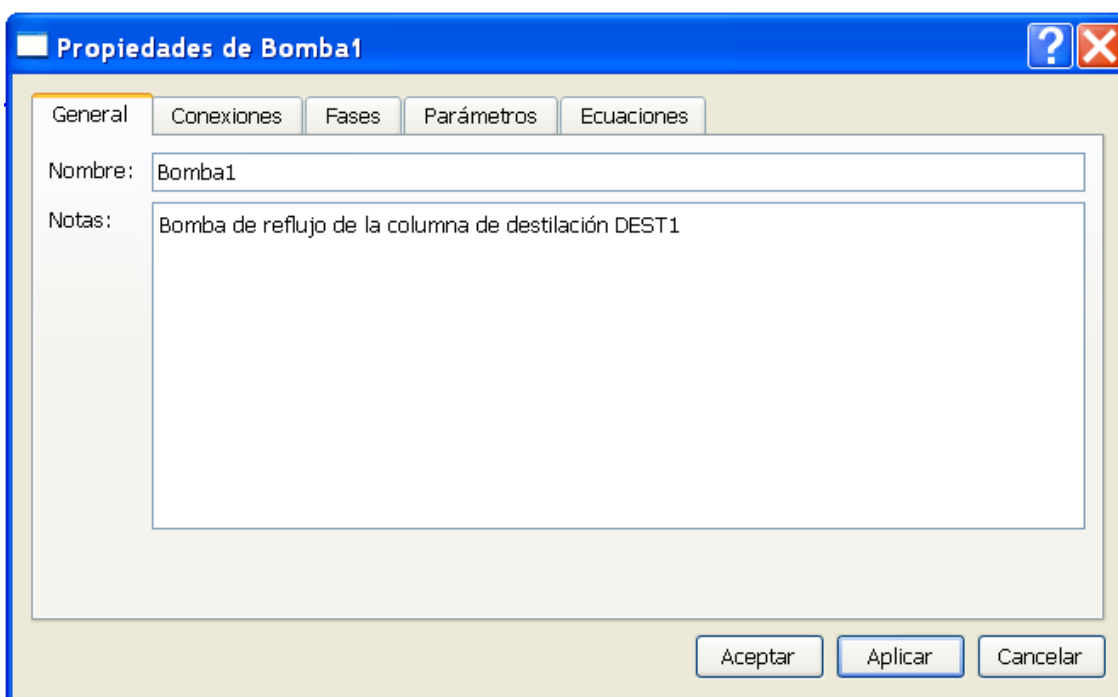 Propiedades de Bomba1
General Conexiones Fases Parámetros Ecuaciones
Nombre: Bomba1
Notas: Bomba de reflujo de la columna de destilación DEST1
Aceptar Aplicar Cancelar